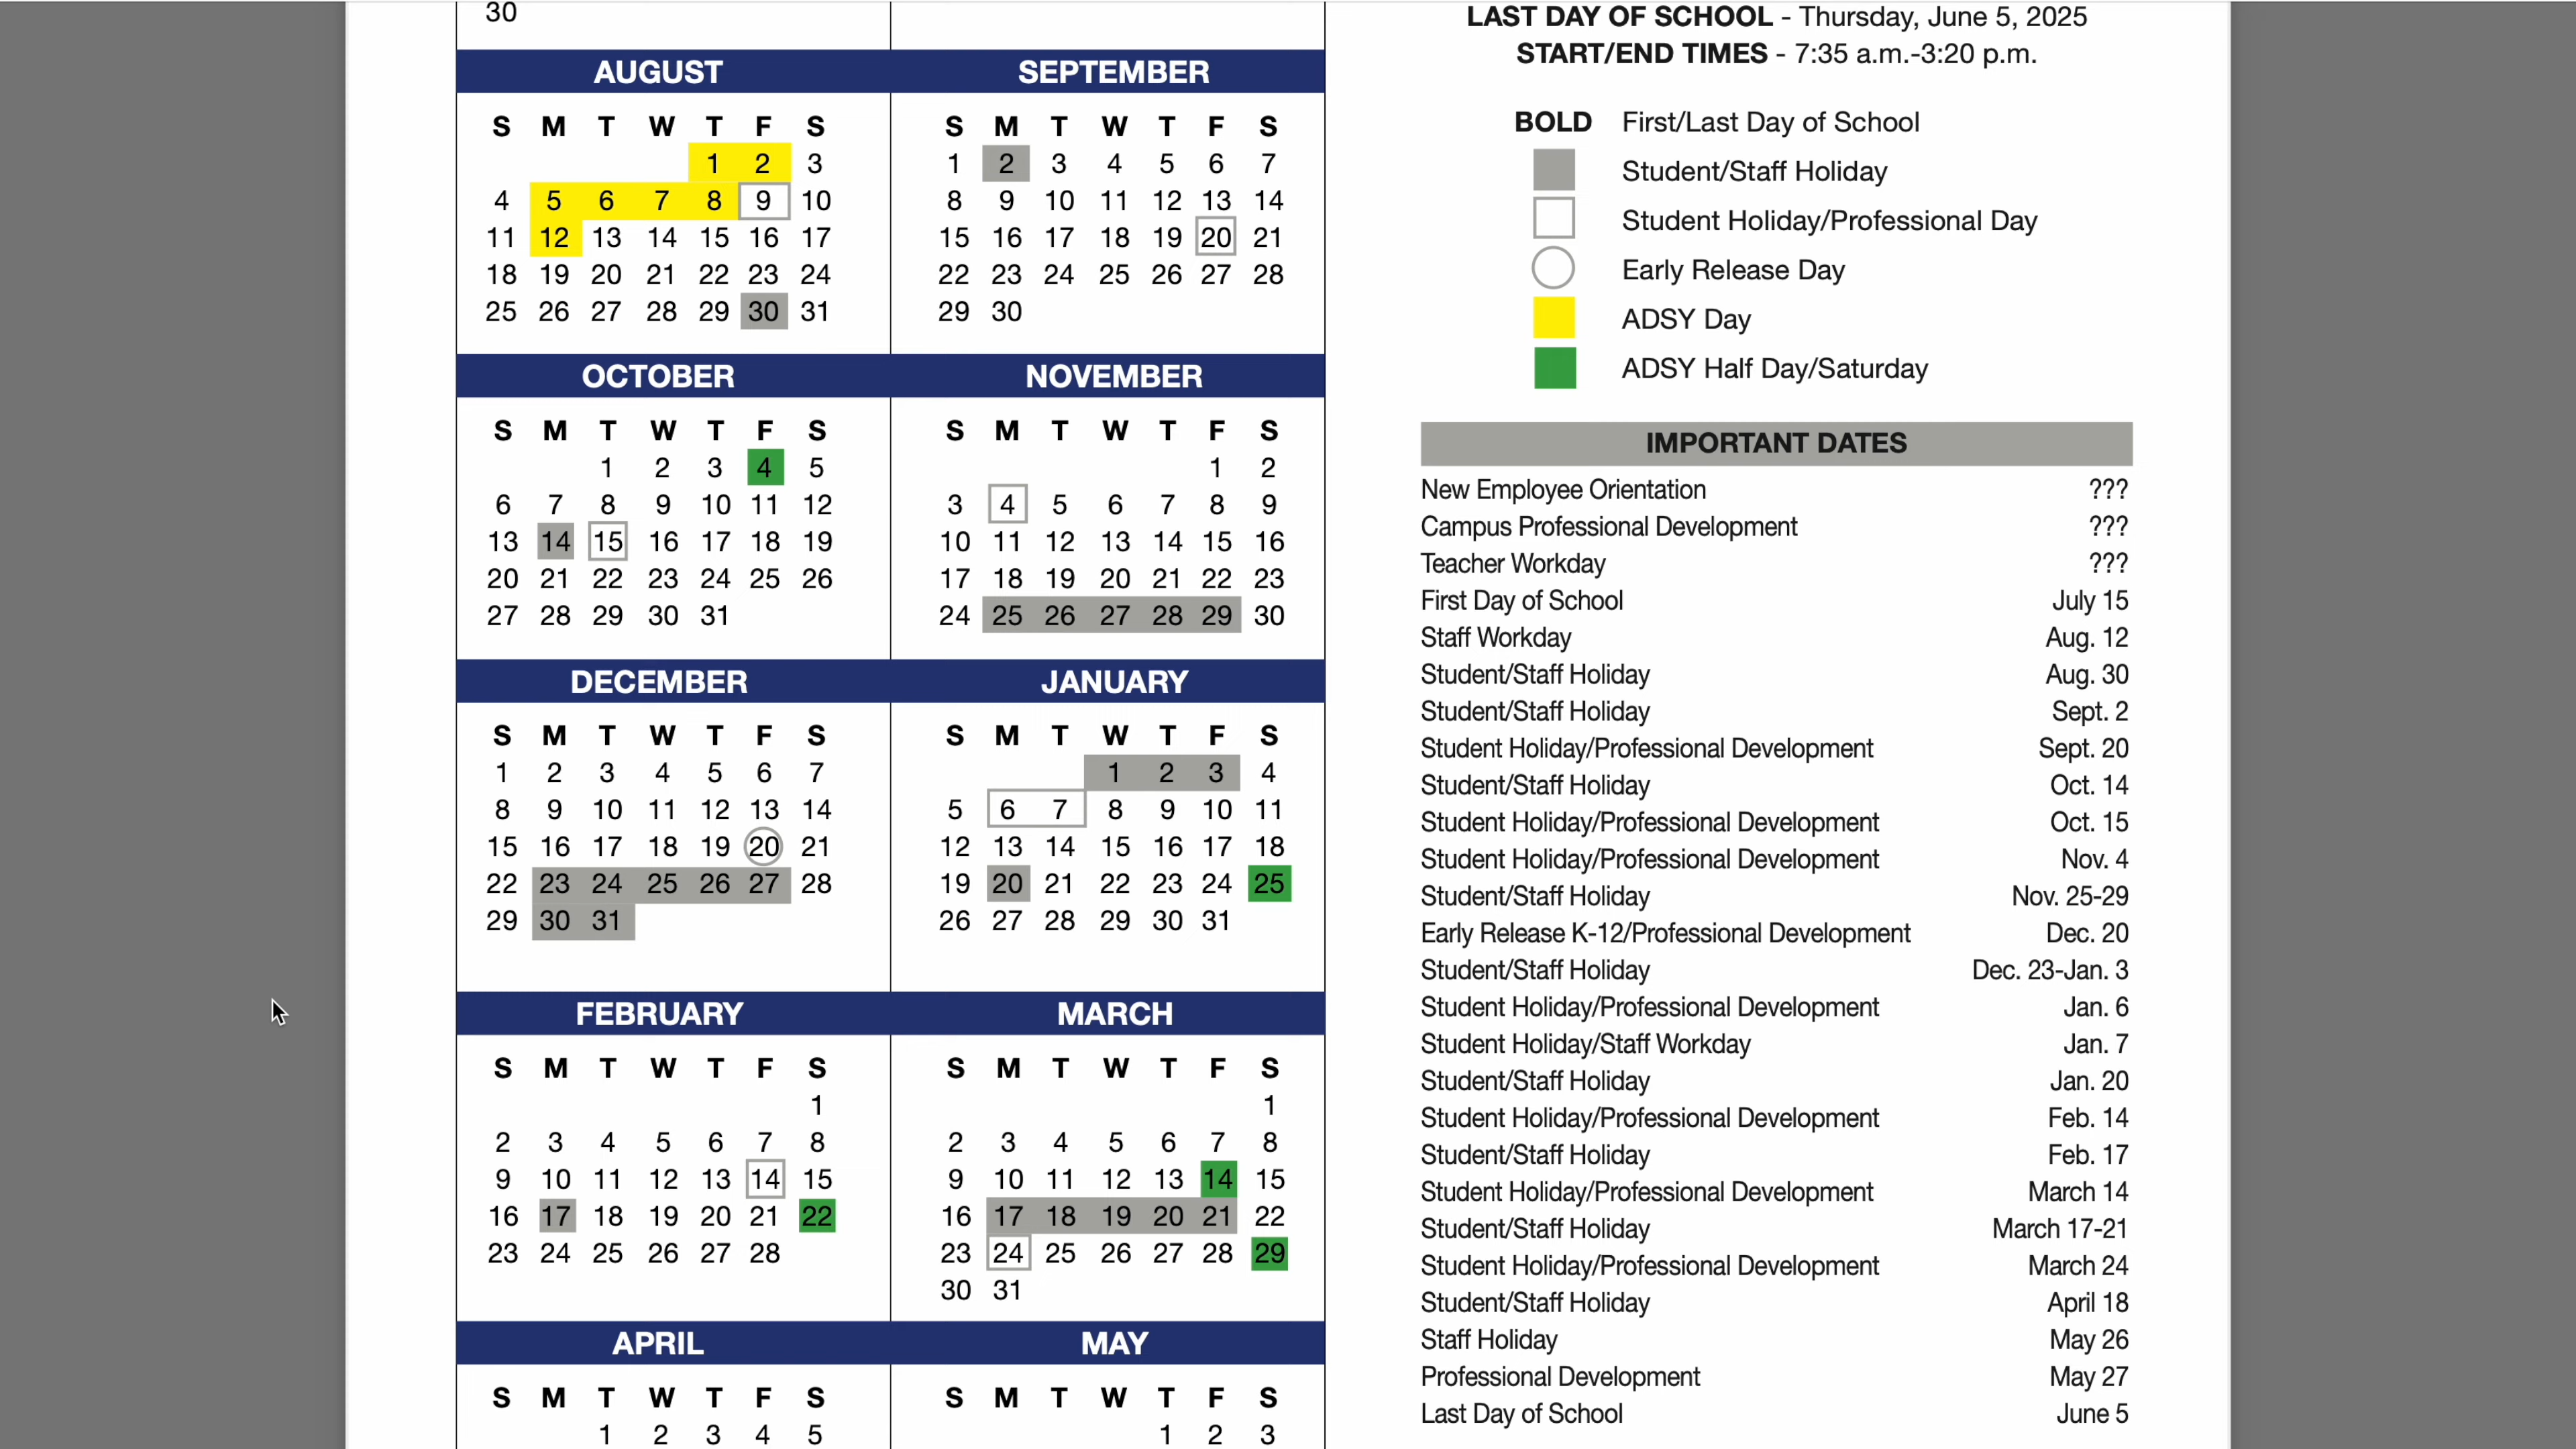 30
AUGUST
S M T W T F S
1 2 3
4 5 6 7 8 9 10
11 12 13 14 15 16 17
18 19 20 21 22 23 24
25 26 27 28 29 30 31
SEPTEMBER
S M T W T F S
1 2 3 4 5 6 7
8 9 10 11 12 13 14
15 16 17 18 19 20 21
22 23 24 25 26 27 28
29 30
OCTOBER
S M T W T F S
1 2 3 4 5
6 7 8 9 10 11 12
13 14 15 16 17 18 19
20 21 22 23 24 25 26
27 28 29 30 31
NOVEMBER
S M T W T F S
1 2
3 4 5 6 7 8 9
10 11 12 13 14 15 16
17 18 19 20 21 22 23
24 25 26 27 28 29 30
DECEMBER
S M T W T F S
1 2 3 4 5 6 7
8 9 10 11 12 13 14
15 16 17 18 19 20 21
22 23 24 25 26 27 28
29 30 31
JANUARY
S M T W T F S
1 2 3 4
5 6 7 8 9 10 11
12 13 14 15 16 17 18
19 20 21 22 23 24 25
26 27 28 29 30 31
FEBRUARY
S M T W T F S
1
2 3 4 5 6 7 8
9 10 11 12 13 14 15
16 17 18 19 20 21 22
23 24 25 26 27 28
MARCH
S M T W T F S
1
2 3 4 5 6 7 8
9 10 11 12 13 14 15
16 17 18 19 20 21 22
23 24 25 26 27 28 29
30 31
APRIL
S M T W T F S
1 2 3 4 5
MAY
S M T W T F S
1 2 3
LAST DAY OF SCHOOL - Thursday, June 5, 2025
START/END TIMES - 7:35 a.m.-3:20 p.m.
BOLD First/Last Day of School
Student/Staff Holiday
Student Holiday/Professional Day
Early Release Day
ADSY Day
ADSY Half Day/Saturday
IMPORTANT DATES
New Employee Orientation ???
Campus Professional Development ???
Teacher Workday ???
First Day of School July 15
Staff Workday Aug. 12
Student/Staff Holiday Aug. 30
Student/Staff Holiday Sept. 2
Student Holiday/Professional Development Sept. 20
Student/Staff Holiday Oct. 14
Student Holiday/Professional Development Oct. 15
Student Holiday/Professional Development Nov. 4
Student/Staff Holiday Nov. 25-29
Early Release K-12/Professional Development Dec. 20
Student/Staff Holiday Dec. 23-Jan. 3
Student Holiday/Professional Development Jan. 6
Student Holiday/Staff Workday Jan. 7
Student/Staff Holiday Jan. 20
Student Holiday/Professional Development Feb. 14
Student/Staff Holiday Feb. 17
Student Holiday/Professional Development March 14
Student/Staff Holiday March 17-21
Student Holiday/Professional Development March 24
Student/Staff Holiday April 18
Staff Holiday May 26
Professional Development May 27
Last Day of School June 5